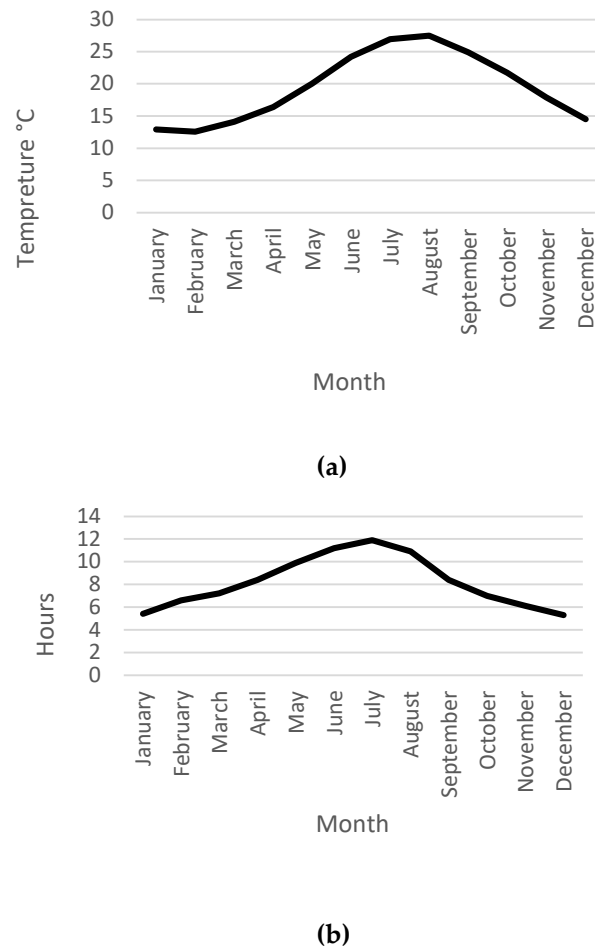 30
25
20
15
10
5
0
Tempreture °C
January
February
March
April
May
June
July
August
September
October
November
December
Month
(a)
14
12
10
8
6
4
2
0
Hours
January
February
March
April
May
June
July
August
September
October
November
December
Month
(b)